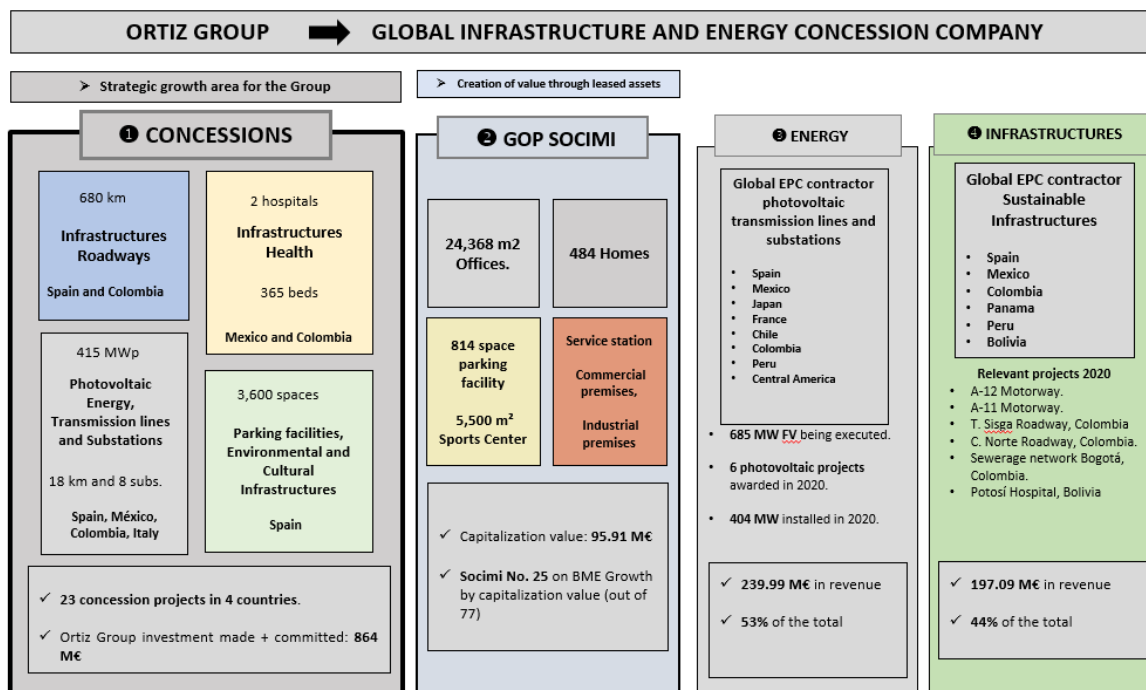 ORTIZ GROUP ➡ GLOBAL INFRASTRUCTURE AND ENERGY CONCESSION COMPANY
➢ Strategic growth area for the Group
❶ CONCESSIONS
680 km
Infrastructures
Roadways
Spain and Colombia
2 hospitals
Infrastructures
Health
365 beds
Mexico and Colombia
415 MWp
Photovoltaic
Energy,
Transmission lines
and Substations
18 km and 8 subs.
Spain, México,
Colombia, Italy
3,600 spaces
Parking facilities,
Environmental and
Cultural
Infrastructures
Spain
✓ 23 concession projects in 4 countries.
✓ Ortiz Group investment made + committed: 864
M€
➢ Creation of value through leased assets
❷ GOP SOCIMI
24,368 m2
Offices.
484 Homes
814 space
parking
facility
5,500 m²
Sports Center
Service station
Commercial
premises,
Industrial
premises
✓ Capitalization value: 95.91 M€
✓ Socimi No. 25 on BME Growth
by capitalization value (out of
77)
❸ ENERGY
Global EPC contractor
photovoltaic
transmission lines and
substations
• Spain
• Mexico
• Japan
• France
• Chile
• Colombia
• Peru
• Central America
• 685 MW FV being executed.
• 6 photovoltaic projects
awarded in 2020.
• 404 MW installed in 2020.
✓ 239.99 M€ in revenue
✓ 53% of the total
❹ INFRASTRUCTURES
Global EPC contractor
Sustainable
Infrastructures
• Spain
• Mexico
• Colombia
• Panama
• Peru
• Bolivia
Relevant projects 2020
• A-12 Motorway.
• A-11 Motorway.
• T. Sisga Roadway, Colombia
• C. Norte Roadway, Colombia.
• Sewerage network Bogotá,
Colombia.
• Potosí Hospital, Bolivia
✓ 197.09 M€ in revenue
✓ 44% of the total